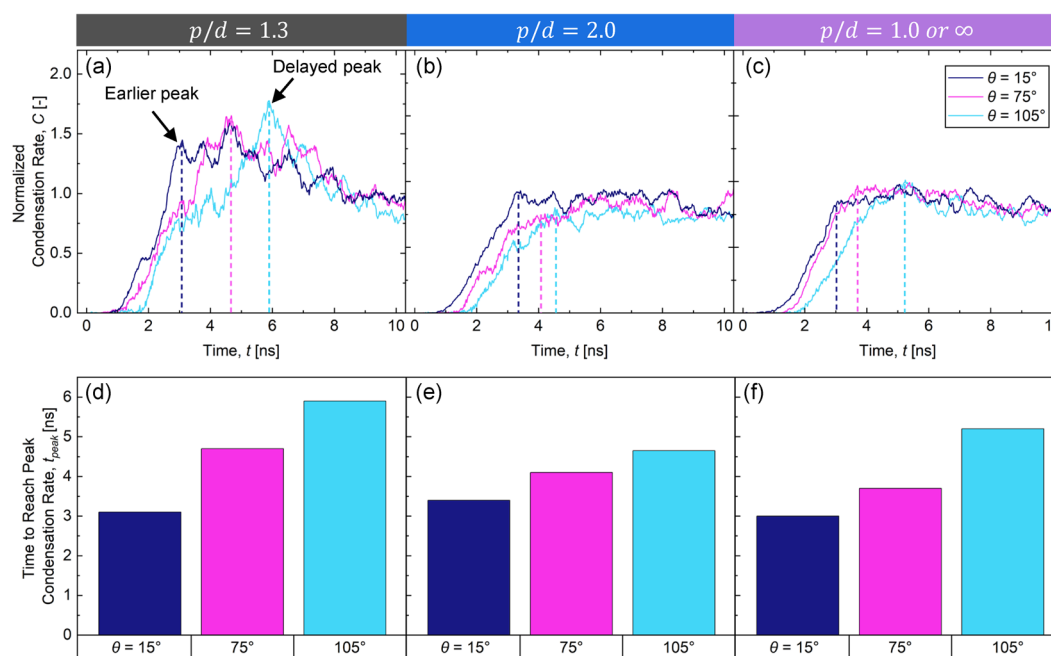 p/d = 1.3
p/d = 2.0
p/d = 1.0 or ∞
(a)
Earlier peak
Delayed peak
(b)
(c)
θ = 15°
θ = 75°
θ = 105°
Normalized
Condensation Rate, C [-]
2.0
1.5
1.0
0.5
0.0
0 2 4 6 8 10
0 2 4 6 8 10
0 2 4 6 8 1
Time, t [ns]
Time, t [ns]
Time, t [ns]
(d)
(e)
(f)
Time to Reach Peak
Condensation Rate, tpeak [ns]
6
5
4
3
2
1
0
θ = 15° 75° 105°
θ = 15° 75° 105°
θ = 15° 75° 105°